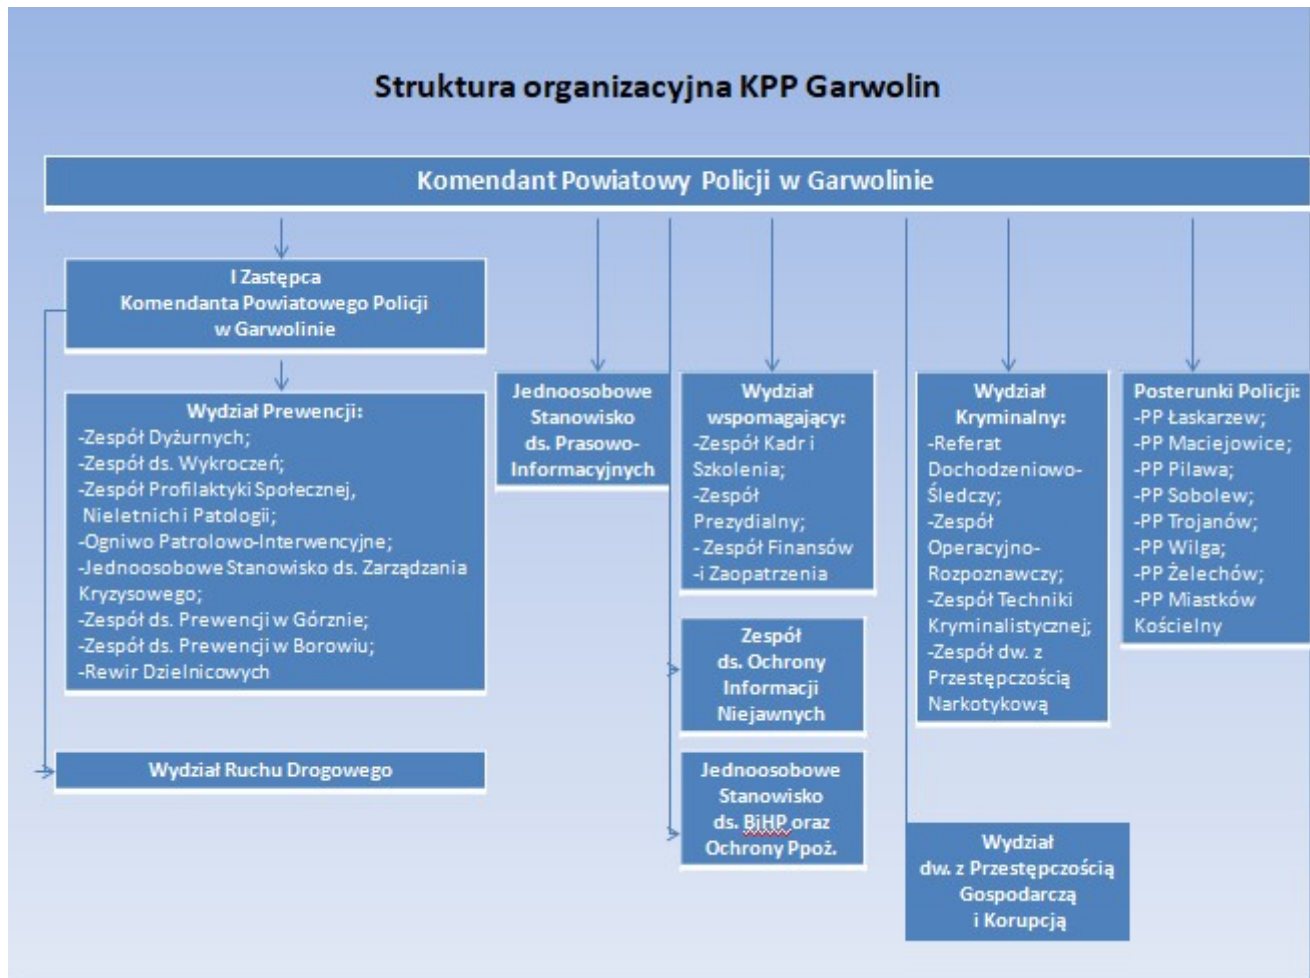 Struktura organizacyjna KPP Garwolin
Komendant Powiatowy Policji w Garwolinie
I Zastępca
Komendanta Powiatowego Policji
w Garwolinie
Wydział Prewencji:
-Zespół Dyżurnych;
-Zespół ds. Wykroczeń;
-Zespół Profilaktyki Społecznej,
Nieletnich i Patologii;
-Ogniwo Patrolowo-Interwencyjne;
-Jednoosobowe Stanowisko ds. Zarządzania
Kryzysowego;
-Zespół ds. Prewencji w Górznie;
-Zespół ds. Prewencji w Borowiu;
-Rewir Dzielnicowych
Wydział Ruchu Drogowego
Jednoosobowe
Stanowisko
ds. Prasowo-
Informacyjnych
Wydział
wspomagający:
-Zespół Kadr i
Szkolenia;
-Zespół
Prezydialny;
- Zespół Finansów
-i Zaopatrzenia
Zespół
ds. Ochrony
Informacji
Niejawnych
Jednoosobowe
Stanowisko
ds. BiHP oraz
Ochrony Ppoż.
Wydział
Kryminalny:
-Referat
Dochodzeniowo-
Śledczy;
-Zespół
Operacyjno-
Rozpoznawczy;
-Zespół Techniki
Kryminalistycznej;
-Zespół dw. z
Przestępczością
Narkotykową
Wydział
dw. z Przestępczością
Gospodarczą
i Korupcją
Posterunki Policji:
-PP Łaskarzew;
-PP Maciejowice;
-PP Pilawa;
-PP Sobolew;
-PP Trojanów;
-PP Wilga;
-PP Żelechów;
-PP Miastków
Kościelny